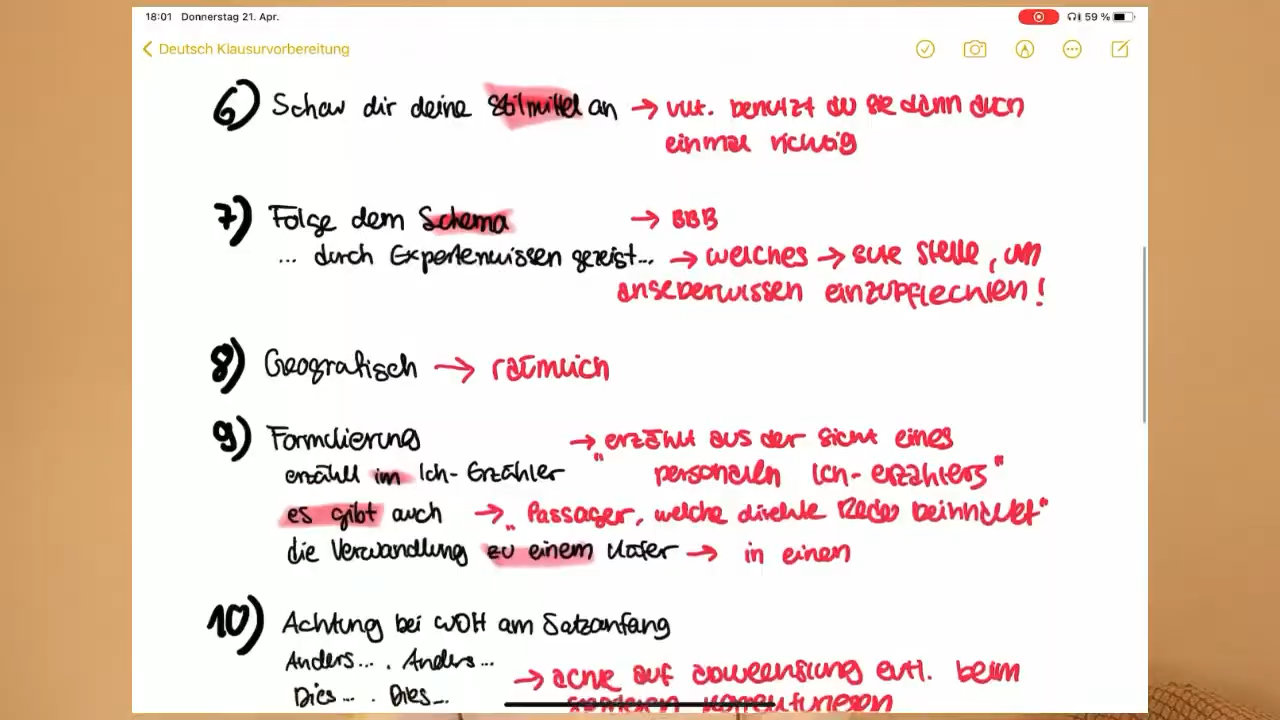 18:01 Donnerstag 21. Apr. 59 %
Deutsch Klausurvorbereitung
6) Schau dir deine Stilmittel an → vllt. benutzt du sie dann auch
einmal richtig
7) Folge dem Schema → BBB
... durch Expertenwissen gezeigt... → welches → gute Stelle, um
einzupflechten!
8) Geografisch → räumlich
9) Formulierung → „erzählt aus der Sicht eines
erzählt im Ich-Erzähler personalen Ich-erzählers"
es gibt auch → „Passagen, welche direkte Rede beinhaltet"
die Verwandlung zu einem Käfer → in einen
10) Achtung bei WDH am Satzanfang
Anders... . Anders...
Dies... . Dies... → achte auf abwechslung evtl. beim